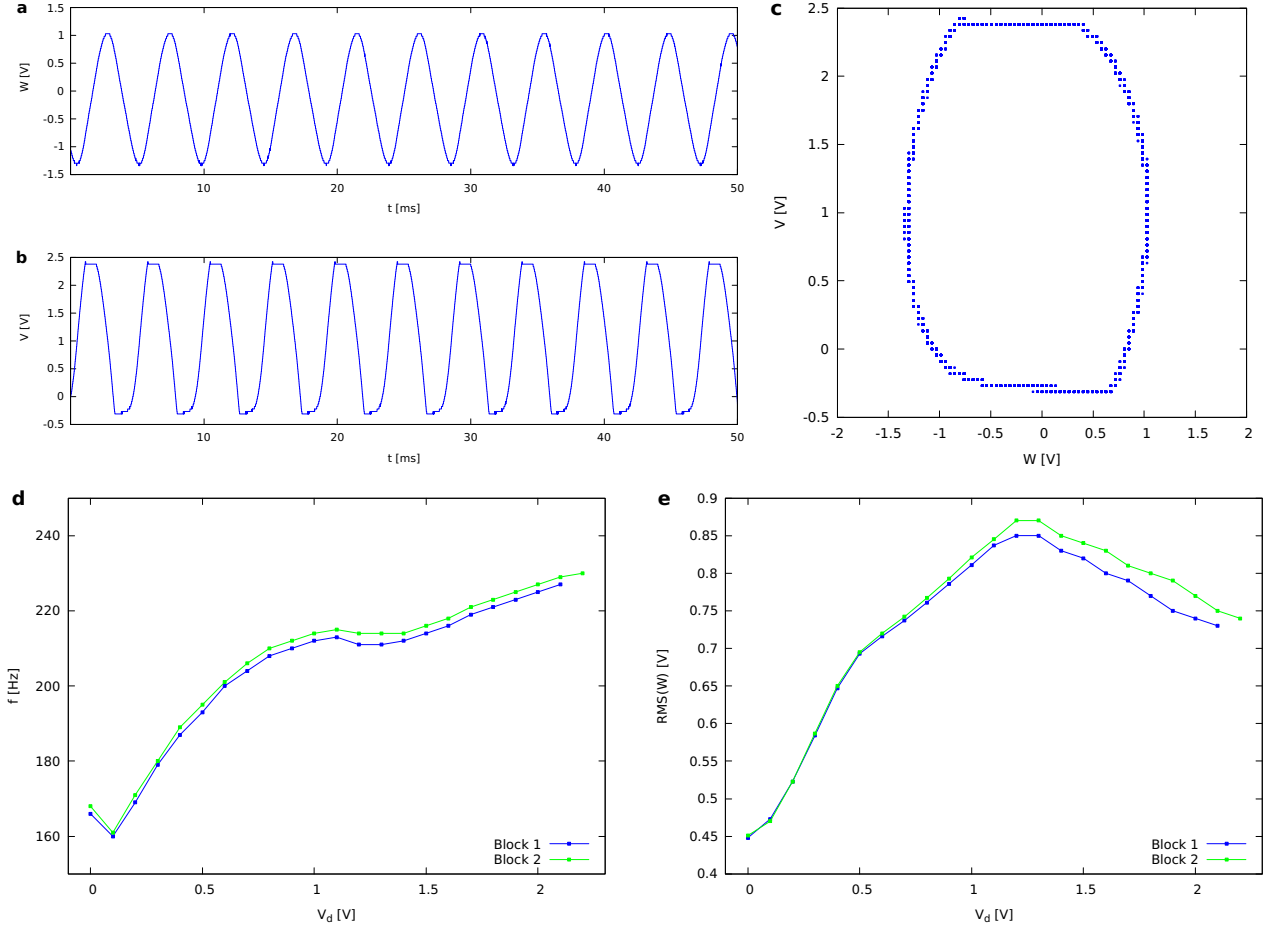 a
1.5
1
0.5
0
-0.5
-1
-1.5
W [V]
10 20 30 40 50
t [ms]
b
2.5
2
1.5
1
0.5
0
-0.5
V [V]
10 20 30 40 50
t [ms]
c
2.5
2
1.5
1
0.5
0
-0.5
V [V]
-2 -1.5 -1 -0.5 0 0.5 1 1.5 2
W [V]
d
240
220
200
180
160
f [Hz]
Block 1
Block 2
0 0.5 1 1.5 2
V_d [V]
e
0.9
0.85
0.8
0.75
0.7
0.65
0.6
0.55
0.5
0.45
0.4
RMS(W) [V]
Block 1
Block 2
0 0.5 1 1.5 2
V_d [V]